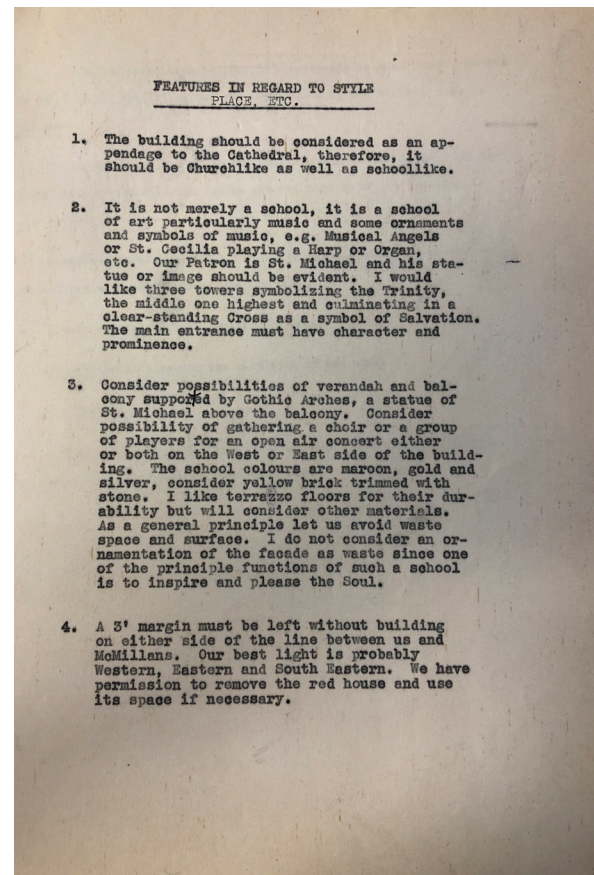 FEATURES IN REGARD TO STYLE
PLACE, ETC.
1. The building should be considered as an ap-
pendage to the Cathedral, therefore, it
should be Churchlike as well as schoollike.
2. It is not merely a school, it is a school
of art particularly music and some ornaments
and symbols of music, e.g. Musical Angels
or St. Cecilia playing a Harp or Organ,
etc. Our Patron is St. Michael and his sta-
tue or image should be evident. I would
like three towers symbolizing the Trinity,
the middle one highest and culminating in a
clear-standing Cross as a symbol of Salvation.
The main entrance must have character and
prominence.
3. Consider possibilities of verandah and bal-
cony supported by Gothic Arches, a statue of
St. Michael above the balcony. Consider
possibility of gathering a choir or a group
of players for an open air concert either
or both on the West or East side of the build-
ing. The school colours are maroon, gold and
silver, consider yellow brick trimmed with
stone. I like terrazzo floors for their dur-
ability but will consider other materials.
As a general principle let us avoid waste
space and surface. I do not consider an or-
namentation of the facade as waste since one
of the principle functions of such a school
is to inspire and please the Soul.
4. A 3' margin must be left without building
on either side of the line between us and
McMillans. Our best light is probably
Western, Eastern and South Eastern. We have
permission to remove the red house and use
its space if necessary.